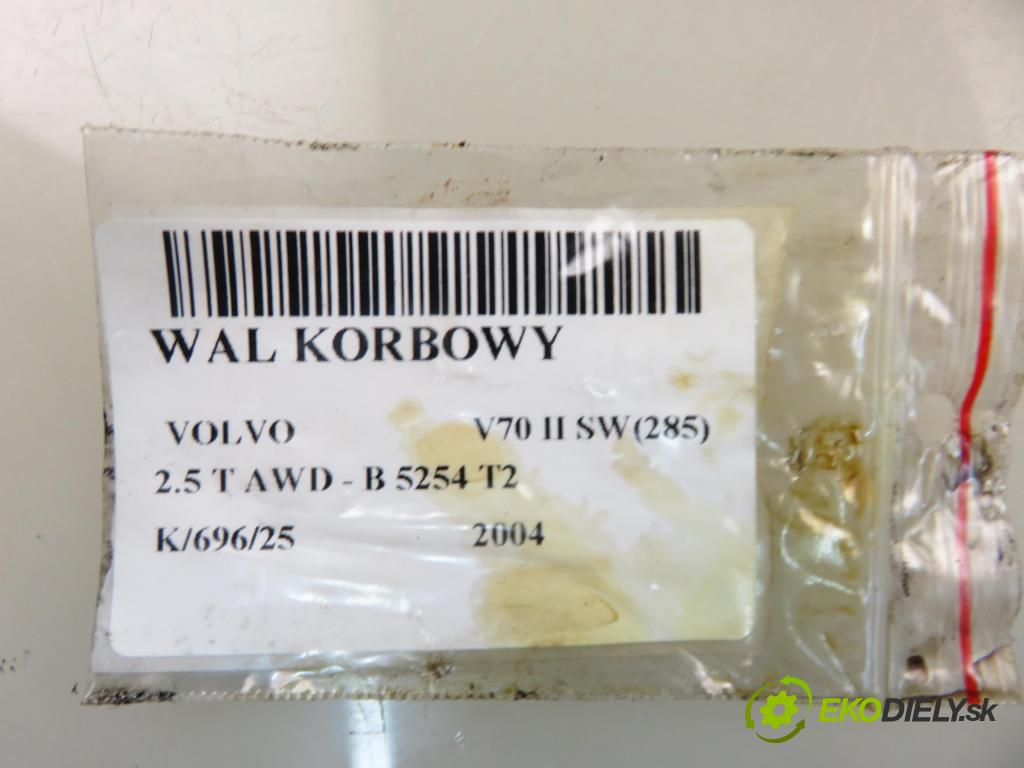 WAL KORBOWY
VOLVO V70 II SW(285)
2.5 T AWD - B 5254 T2
K/696/25 2004
EKODIELY.sk